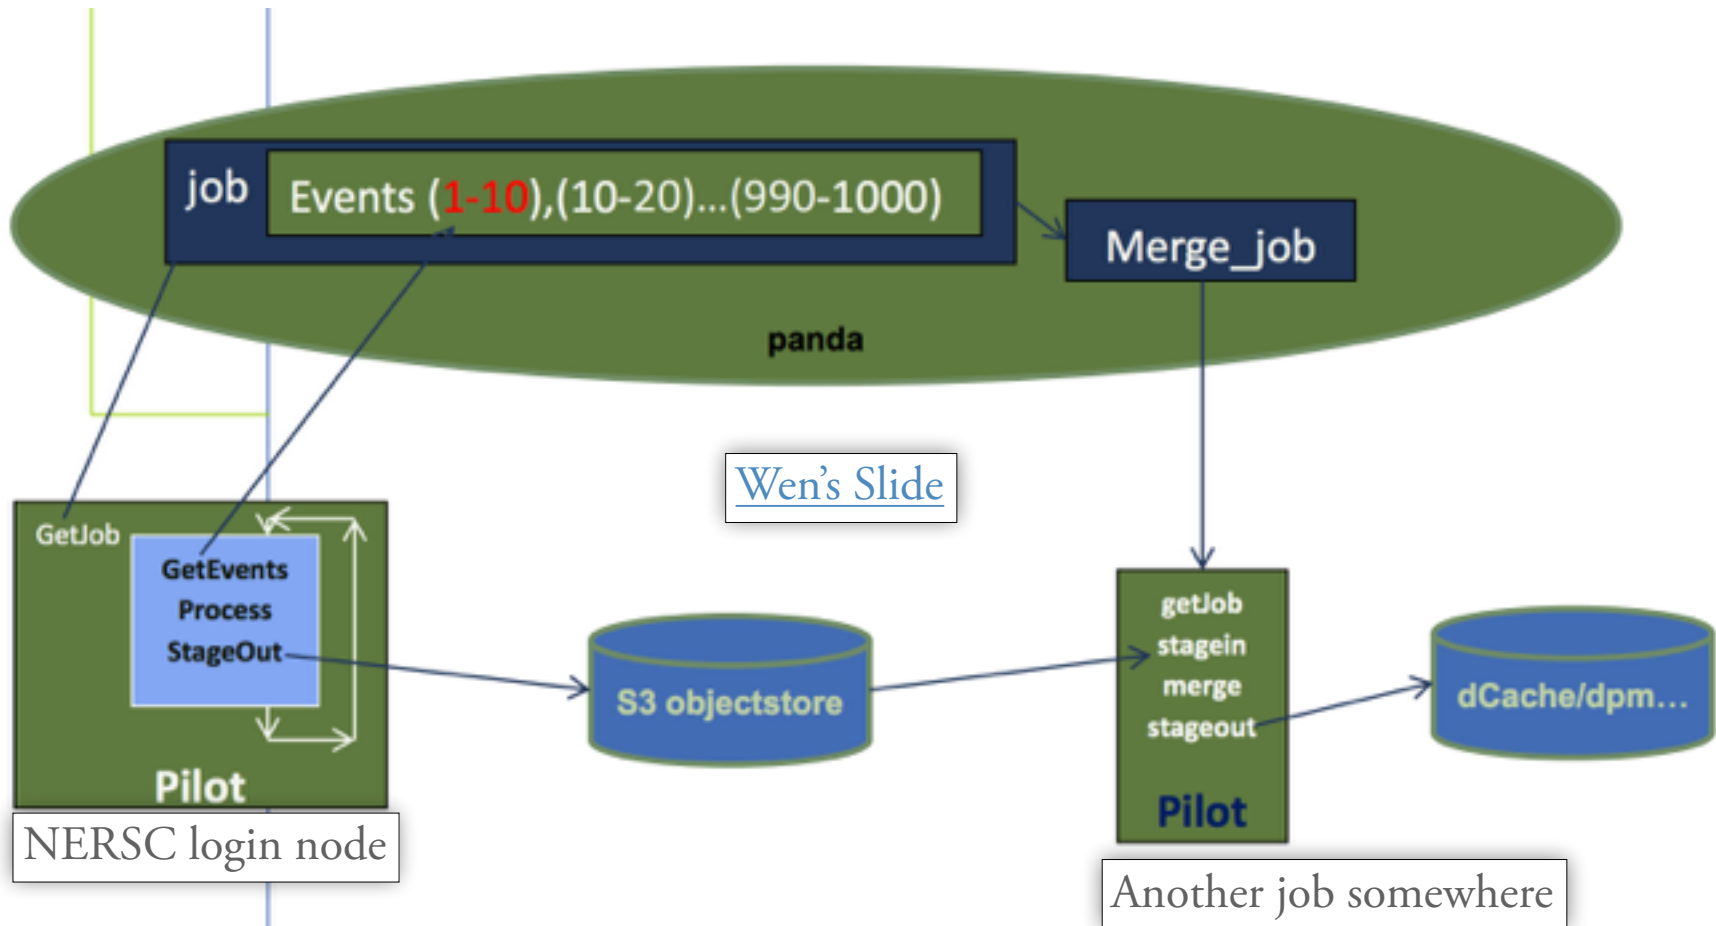 job
Events (1-10),(10-20)...(990-1000)
Merge_job
panda
Wen's Slide
GetJob
GetEvents
Process
StageOut
Pilot
NERSC login node
S3 objectstore
getJob
stagein
merge
stageout
Pilot
Another job somewhere
dCache/dpm...